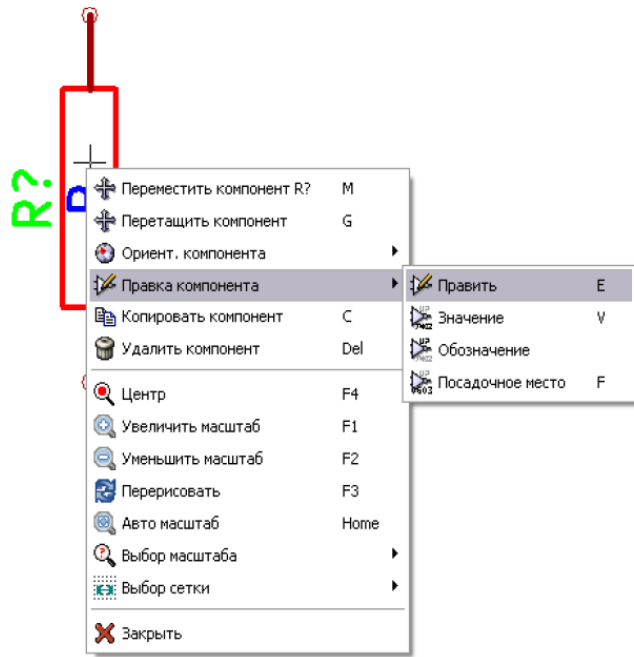 R?
Переместить компонент R? M
Перетащить компонент G
Ориент. компонента
Правка компонента
Править E
Копировать компонент C
Значение V
Удалить компонент Del
Обозначение
Посадочное место F
Центр F4
Увеличить масштаб F1
Уменьшить масштаб F2
Перерисовать F3
Авто масштаб Home
Выбор масштаба
Выбор сетки
Закрыть